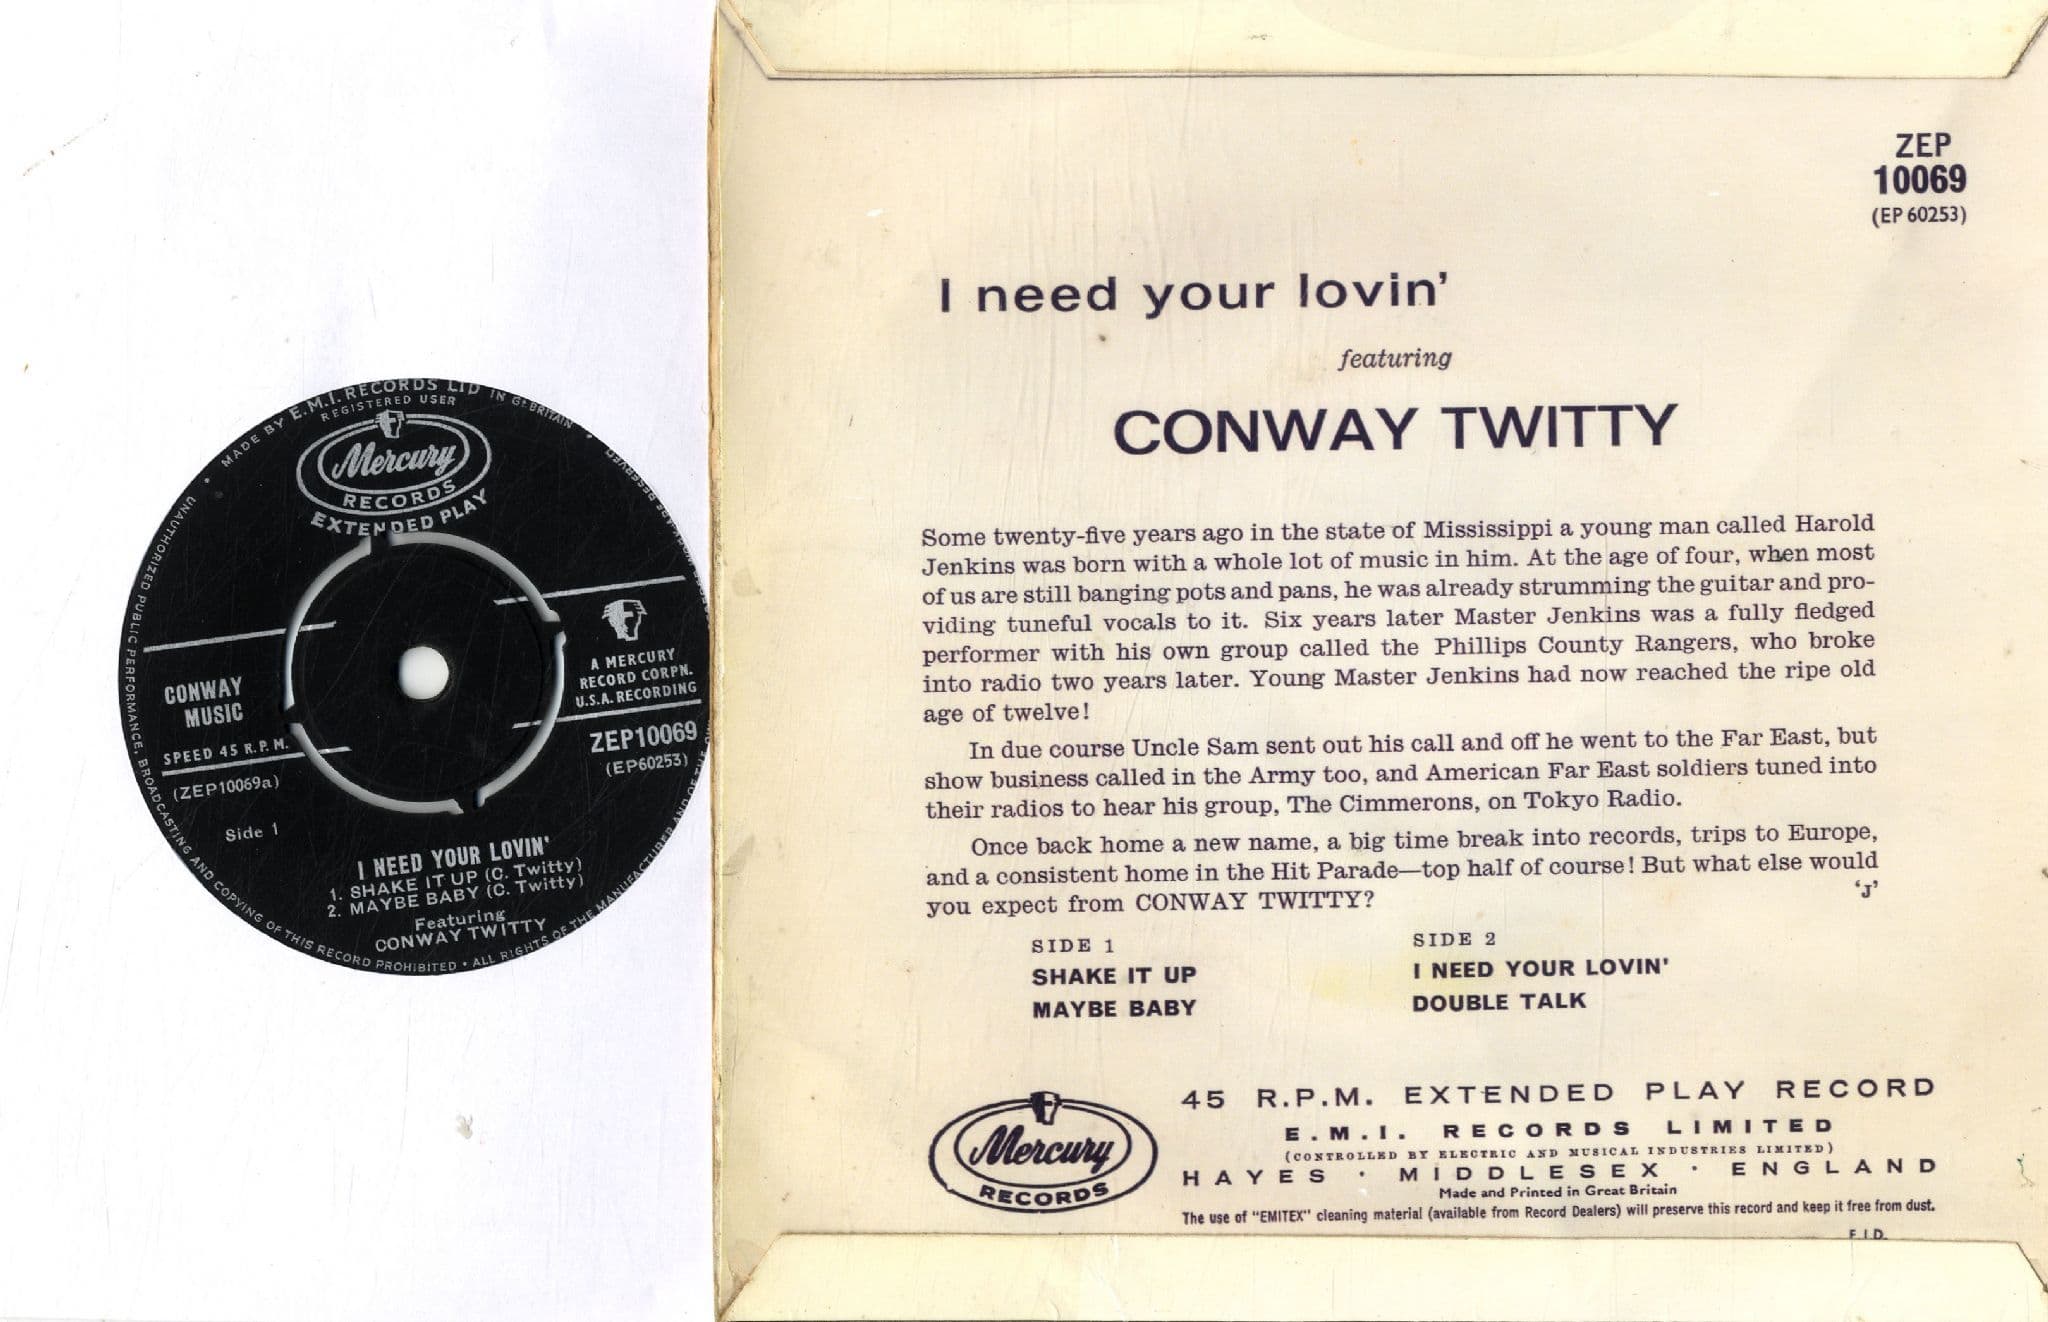 MADE BY E.M.I. RECORDS LTD IN GT BRITAIN
REGISTERED USER
Mercury
RECORDS
EXTENDED PLAY
UNAUTHORIZED PUBLIC PERFORMANCE, BROADCASTING AND COPYING OF THIS RECORD PROHIBITED • ALL RIGHTS OF THE MANUFACTURER AND OF THE
RESERVED
CONWAY
MUSIC
SPEED 45 R.P.M.
(ZEP10069a)
Side 1
A MERCURY
RECORD CORPN.
U.S.A. RECORDING
ZEP10069
(EP60253)
I NEED YOUR LOVIN'
1. SHAKE IT UP (C. Twitty)
2. MAYBE BABY (C. Twitty)
Featuring
CONWAY TWITTY
ZEP
10069
(EP 60253)
I need your lovin'
featuring
CONWAY TWITTY
Some twenty-five years ago in the state of Mississippi a young man called Harold
Jenkins was born with a whole lot of music in him. At the age of four, when most
of us are still banging pots and pans, he was already strumming the guitar and pro-
viding tuneful vocals to it. Six years later Master Jenkins was a fully fledged
performer with his own group called the Phillips County Rangers, who broke
into radio two years later. Young Master Jenkins had now reached the ripe old
age of twelve!
In due course Uncle Sam sent out his call and off he went to the Far East, but
show business called in the Army too, and American Far East soldiers tuned into
their radios to hear his group, The Cimmerons, on Tokyo Radio.
Once back home a new name, a big time break into records, trips to Europe,
and a consistent home in the Hit Parade—top half of course! But what else would
you expect from CONWAY TWITTY? 'J'
SIDE 1
SHAKE IT UP
MAYBE BABY
SIDE 2
I NEED YOUR LOVIN'
DOUBLE TALK
Mercury
RECORDS
45 R.P.M. EXTENDED PLAY RECORD
E.M.I. RECORDS LIMITED
(CONTROLLED BY ELECTRIC AND MUSICAL INDUSTRIES LIMITED)
HAYES · MIDDLESEX · ENGLAND
Made and Printed in Great Britain
The use of "EMITEX" cleaning material (available from Record Dealers) will preserve this record and keep it free from dust.